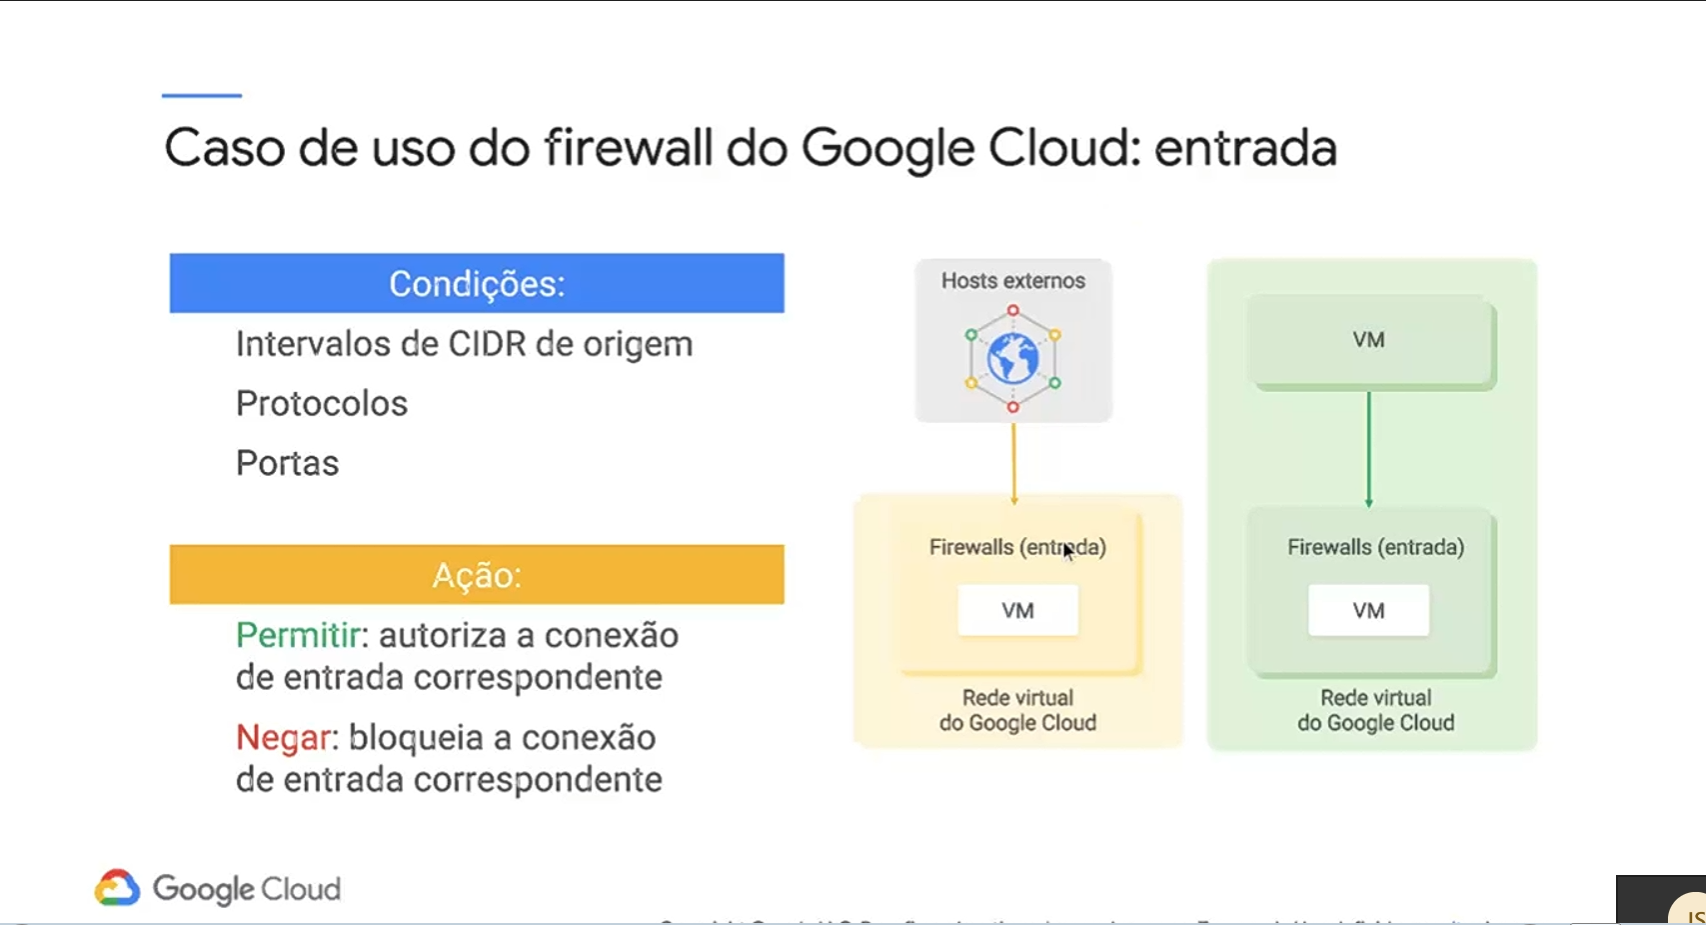 Caso de uso do firewall do Google Cloud: entrada
Condições:
Intervalos de CIDR de origem
Protocolos
Portas
Ação:
Permitir: autoriza a conexão
de entrada correspondente
Negar: bloqueia a conexão
de entrada correspondente
Hosts externos
Firewalls (entrada)
VM
Rede virtual
do Google Cloud
VM
Firewalls (entrada)
VM
Rede virtual
do Google Cloud
Google Cloud
JS